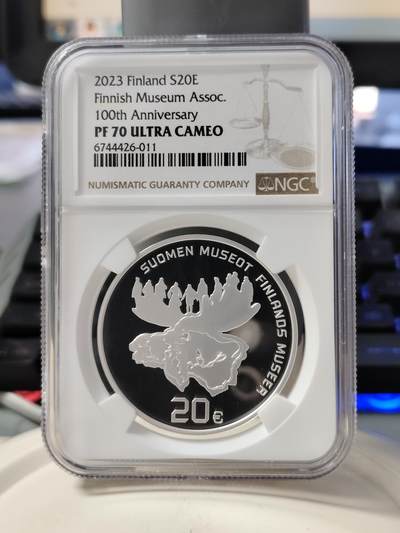 2023 Finland S20E
Finnish Museum Assoc.
100th Anniversary
PF 70 ULTRA CAMEO
6744426-011
NUMISMATIC GUARANTY COMPANY NGC
SUOMEN MUSEOT FINLANDS MUSEER
20€